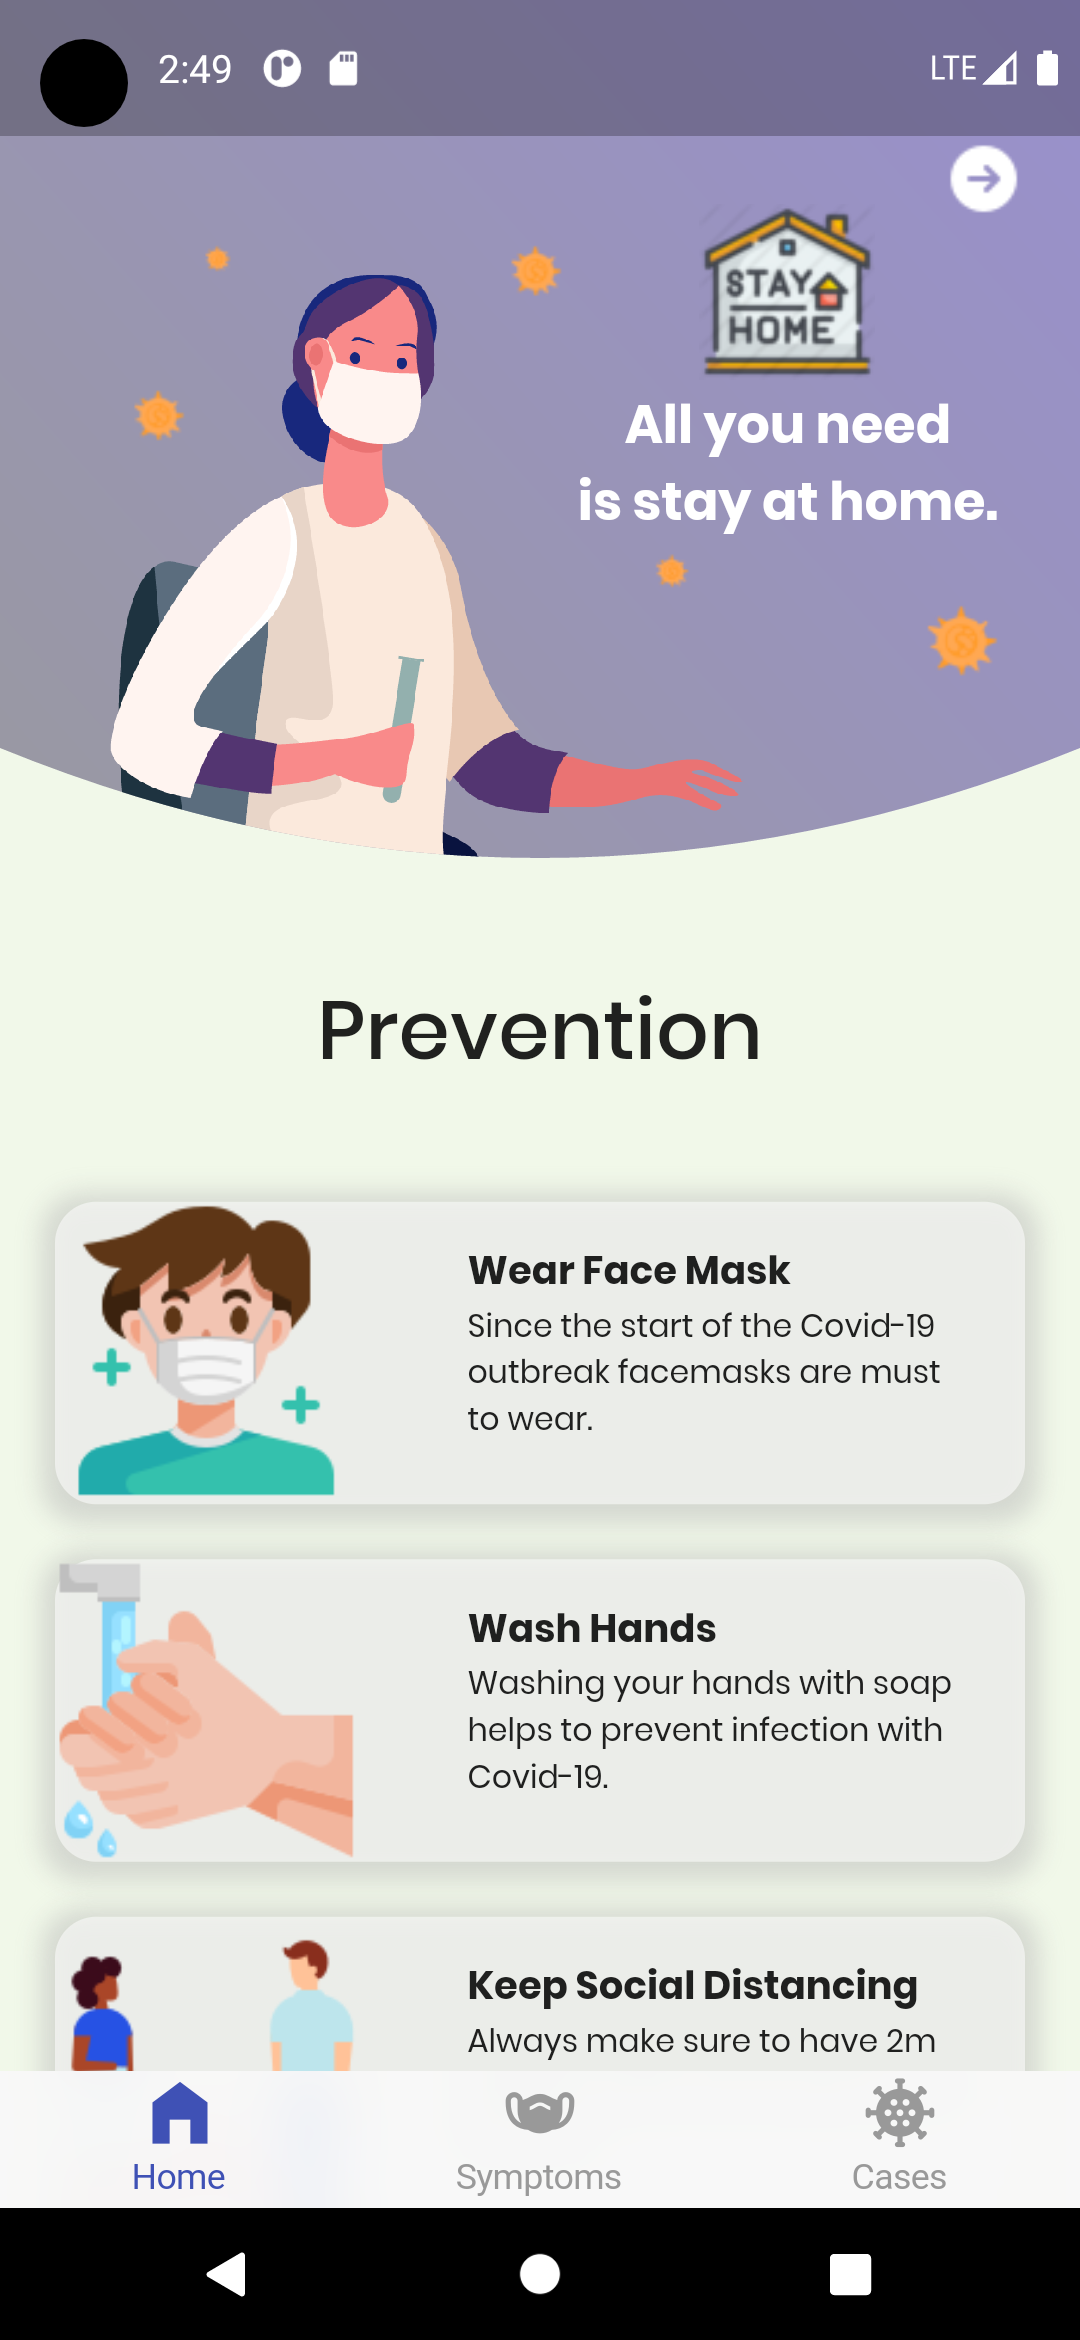 2:49
LTE
STAY
HOME
All you need
is stay at home.
Prevention
Wear Face Mask
Since the start of the Covid-19
outbreak facemasks are must
to wear.
Wash Hands
Washing your hands with soap
helps to prevent infection with
Covid-19.
Keep Social Distancing
Always make sure to have 2m
Home
Symptoms
Cases